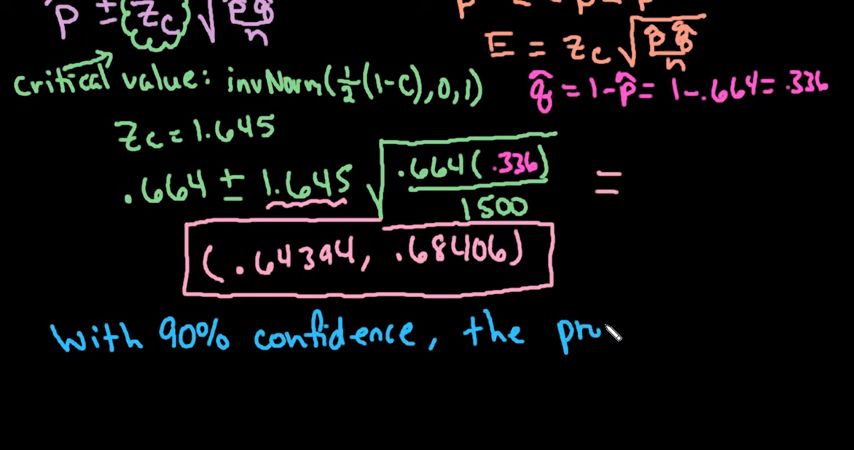 p̂ ± Zc √p̂q̂/n
E = Zc √p̂q̂/n
critical value: invNorm(½(1-C),0,1)
q̂ = 1-p̂ = 1-.664=.336
Zc=1.645
.664 ± 1.645 √.664(.336)/1500 =
(.64394, .68406)
With 90% confidence, the pro